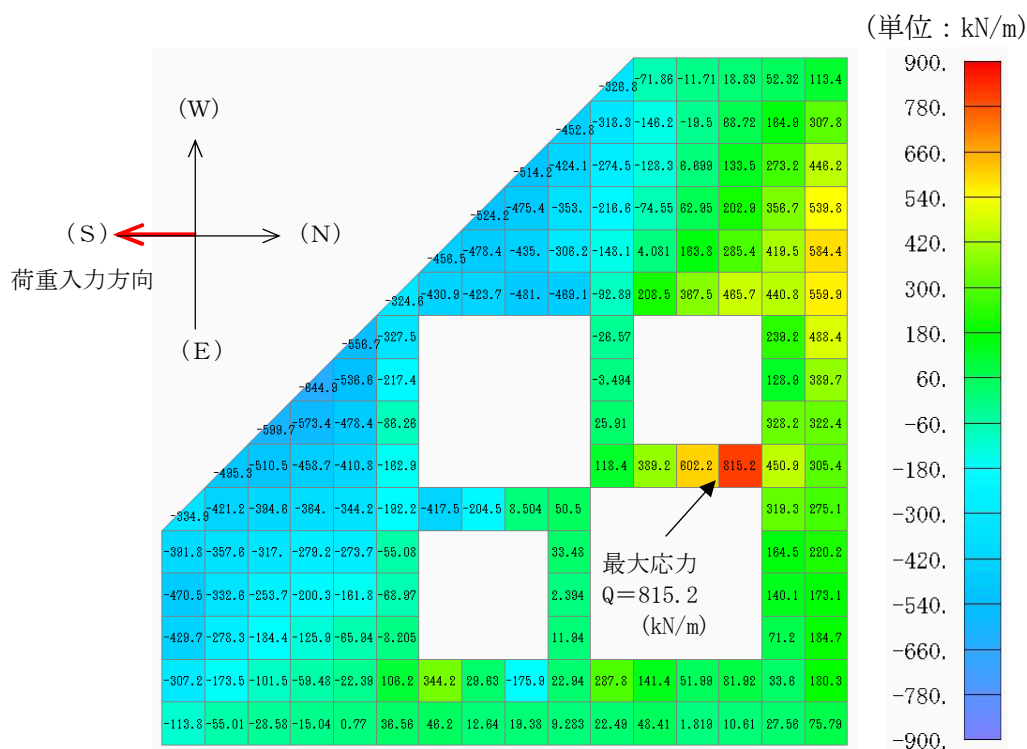 (単位：kN/m)
900.
780.
660.
540.
420.
300.
180.
60.
-60.
-180.
-300.
-420.
-540.
-660.
-780.
-900.
(W)
(S)
(N)
(E)
荷重入力方向
-326.8 -71.86 -11.71 18.83 52.32 113.4
-452.8 -318.3 -146.2 -19.5 68.72 164.9 307.8
-514.2 -424.1 -274.5 -128.3 6.699 133.5 273.2 446.2
-524.2 -475.4 -353. -216.6 -74.55 62.95 202.9 356.7 539.8
-456.5 -478.4 -435. -306.2 -148.1 4.081 163.8 285.4 419.5 584.4
-324.6 -430.9 -423.7 -481. -469.1 -92.89 208.5 367.5 465.7 440.8 559.9
-556.7 -327.5 -26.57 239.2 488.4
-644.9 -536.6 -217.4 -3.494 128.9 389.7
-599.7 -573.4 -478.4 -86.26 25.91 328.2 322.4
-495.3 -510.5 -458.7 -410.8 -162.9 118.4 389.2 602.2 815.2 450.9 305.4
-334.9 -421.2 -394.6 -364. -344.2 -192.2 -417.5 -204.5 8.504 50.5 319.3 275.1
-391.8 -357.6 -317. -279.2 -273.7 -55.08 33.48 164.5 220.2
-470.5 -332.6 -253.7 -200.3 -161.8 -68.97 2.394 140.1 173.1
-429.7 -278.3 -184.4 -125.9 -65.94 -8.205 11.94 71.2 184.7
-307.2 -173.5 -101.5 -59.48 -22.39 106.2 344.2 29.63 -175.9 22.94 287.8 141.4 51.99 81.92 33.6 180.3
-113.8 -55.01 -28.58 -15.04 0.77 36.56 46.2 12.64 19.38 9.283 22.49 48.41 1.819 10.61 27.56 75.79
最大応力
Q＝815.2
(kN/m)